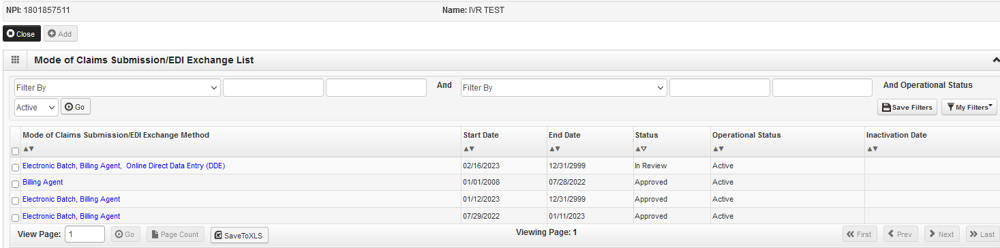 NPI: 1801857511 Name: IVR TEST
Close Add
Mode of Claims Submission/EDI Exchange List
Filter By And Filter By And Operational Status
Active Go Save Filters My Filters
Mode of Claims Submission/EDI Exchange Method Start Date End Date Status Operational Status Inactivation Date
Electronic Batch, Billing Agent, Online Direct Data Entry (DDE) 02/16/2023 12/31/2999 In Review Active
Billing Agent 01/01/2008 07/28/2022 Approved Active
Electronic Batch, Billing Agent 01/12/2023 12/31/2999 Approved Active
Electronic Batch, Billing Agent 07/29/2022 01/11/2023 Approved Active
View Page: 1 Go Page Count SaveToXLS Viewing Page: 1 First Prev Next Last